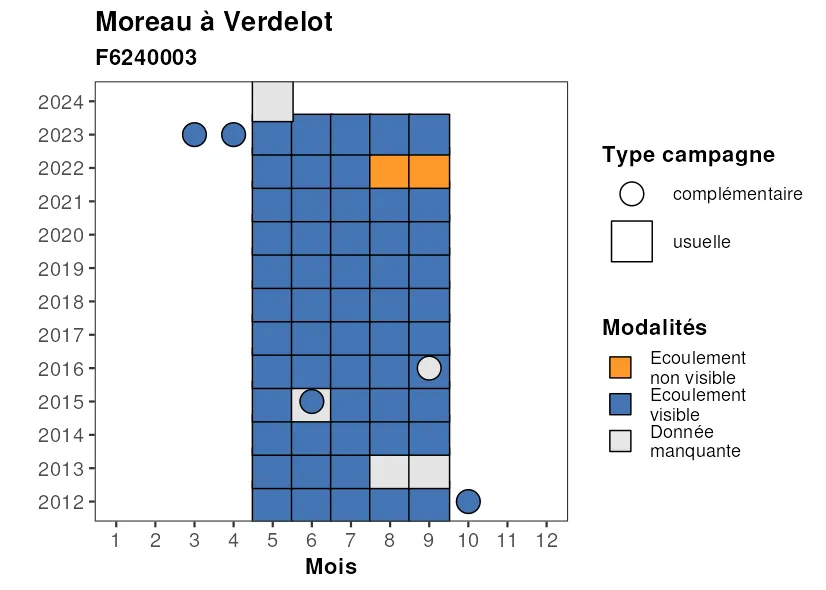 Moreau à Verdelot
F6240003
2024
2023
2022
2021
2020
2019
2018
2017
2016
2015
2014
2013
2012
1 2 3 4 5 6 7 8 9 10 11 12
Mois
Type campagne
complémentaire
usuelle
Modalités
Ecoulement
non visible
Ecoulement
visible
Donnée
manquante